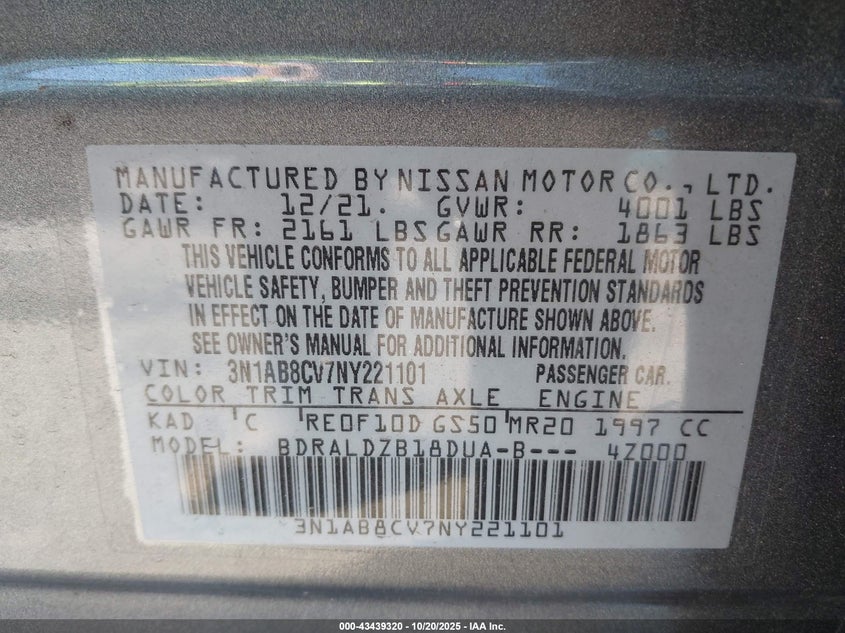 MANUFACTURED BY NISSAN MOTOR CO., LTD.
DATE: 12/21. GVWR: 4001 LBS
GAWR FR: 2161 LBS GAWR RR: 1863 LBS
THIS VEHICLE CONFORMS TO ALL APPLICABLE FEDERAL MOTOR
VEHICLE SAFETY, BUMPER AND THEFT PREVENTION STANDARDS
IN EFFECT ON THE DATE OF MANUFACTURE SHOWN ABOVE.
SEE OWNER'S MANUAL FOR ADDITIONAL INFORMATION.
VIN: 3N1AB8CV7NY221101 PASSENGER CAR.
COLOR TRIM TRANS AXLE ENGINE
KAD C RE0F10D GS50 MR20 1997 CC
MODEL: BDRALDZB18DUA-B--- 4Z000
3N1AB8CV7NY221101
000-43439320 | 10/20/2025 - IAA Inc.